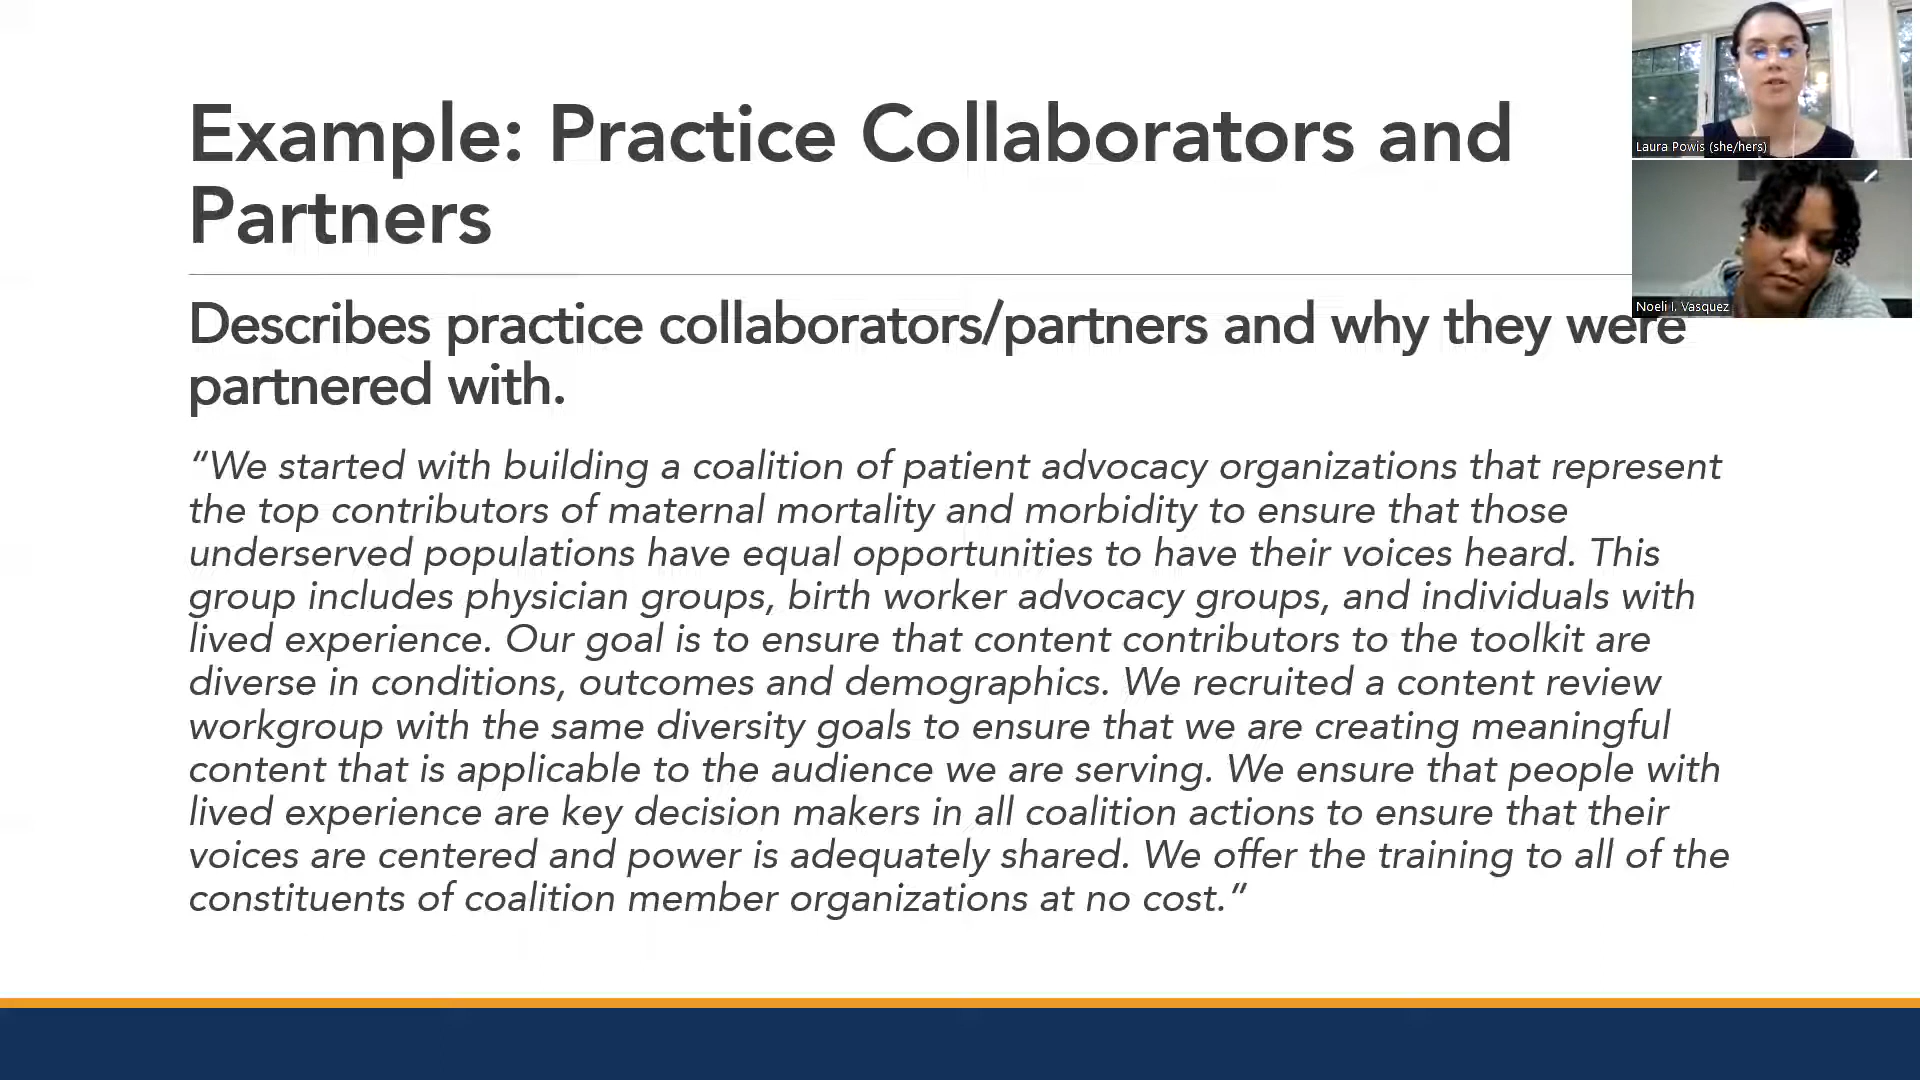 Example: Practice Collaborators and
Partners
Laura Powis (she/hers)
Noeli I. Vasquez
Describes practice collaborators/partners and why they were
partnered with.
“We started with building a coalition of patient advocacy organizations that represent
the top contributors of maternal mortality and morbidity to ensure that those
underserved populations have equal opportunities to have their voices heard. This
group includes physician groups, birth worker advocacy groups, and individuals with
lived experience. Our goal is to ensure that content contributors to the toolkit are
diverse in conditions, outcomes and demographics. We recruited a content review
workgroup with the same diversity goals to ensure that we are creating meaningful
content that is applicable to the audience we are serving. We ensure that people with
lived experience are key decision makers in all coalition actions to ensure that their
voices are centered and power is adequately shared. We offer the training to all of the
constituents of coalition member organizations at no cost.”